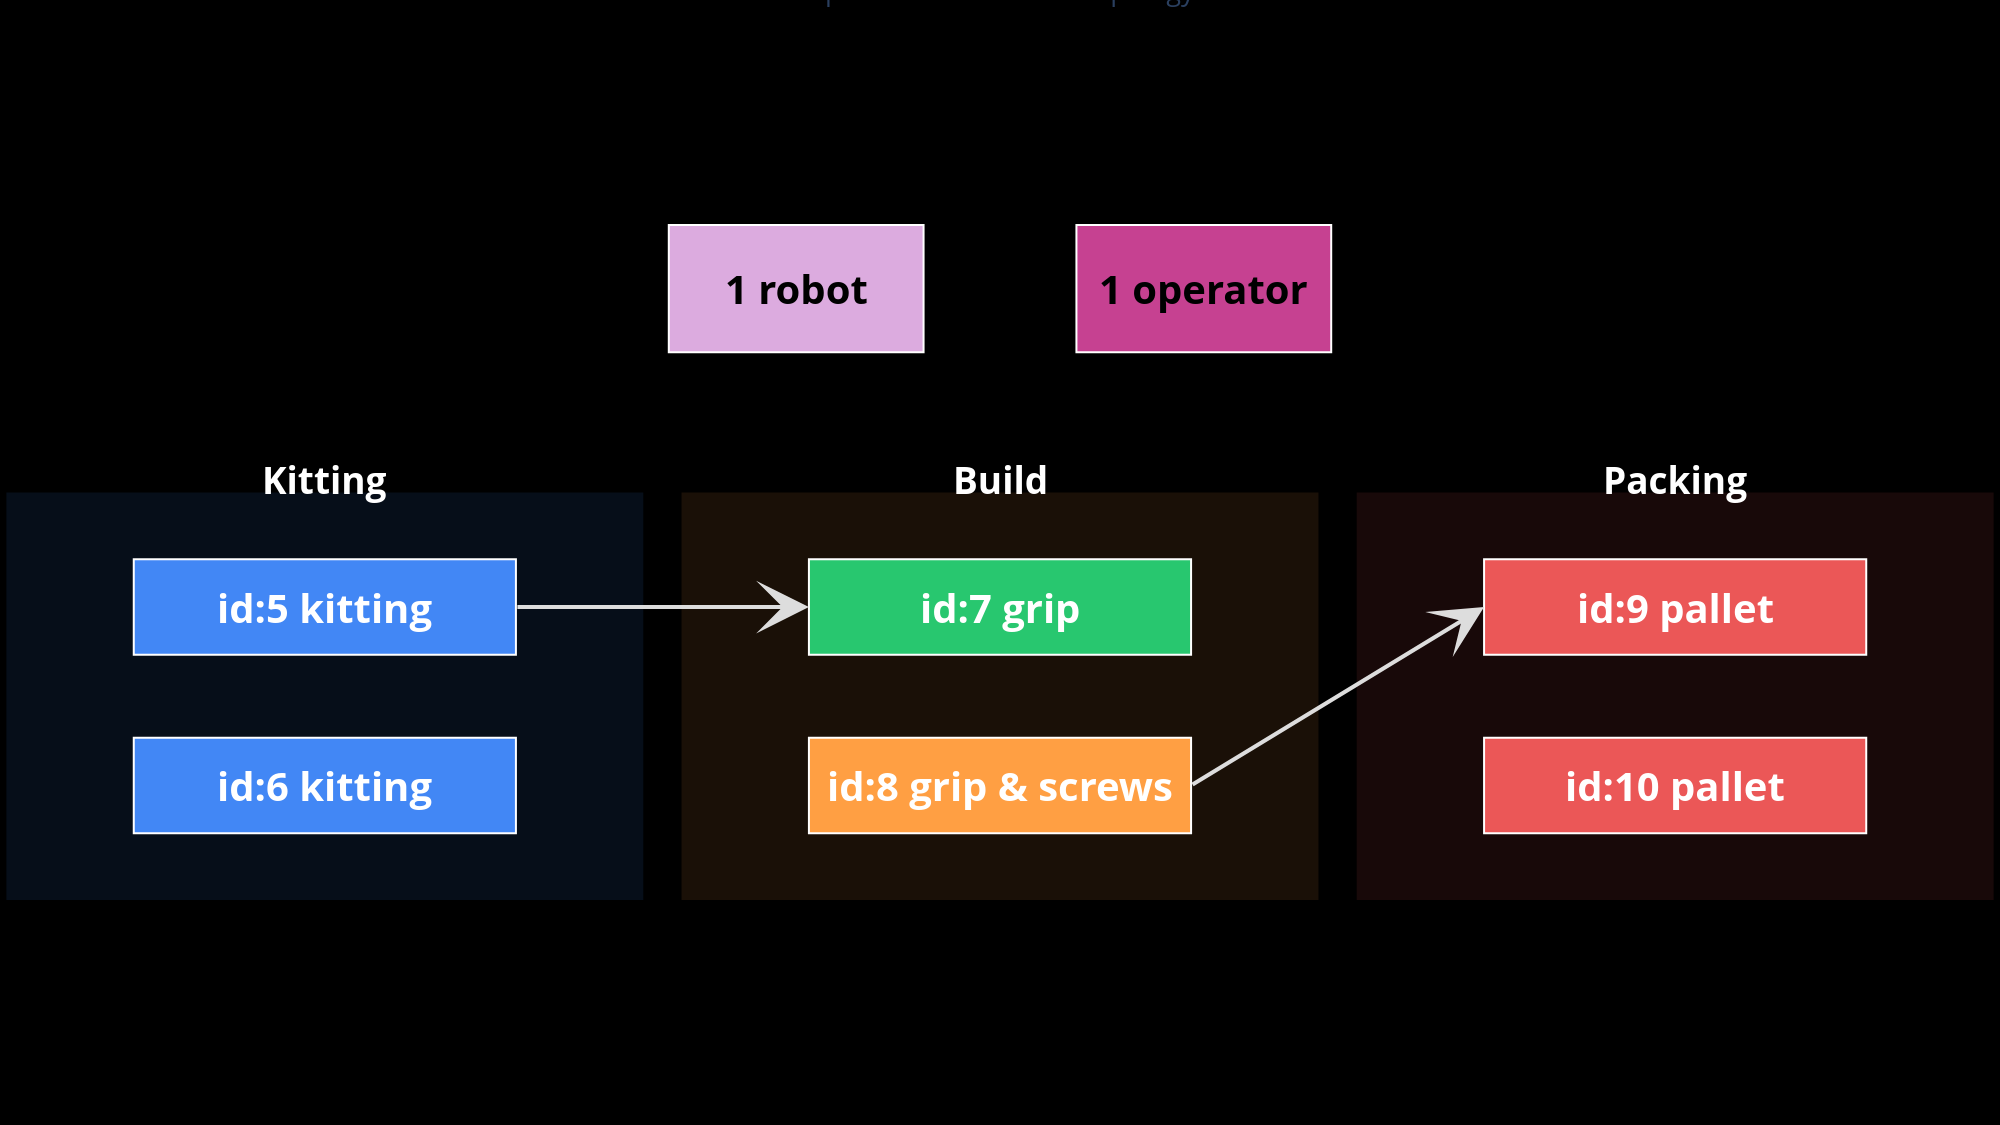 1 robot
1 operator
Kitting
Build
Packing
id:5 kitting
id:7 grip
id:9 pallet
id:6 kitting
id:8 grip & screws
id:10 pallet